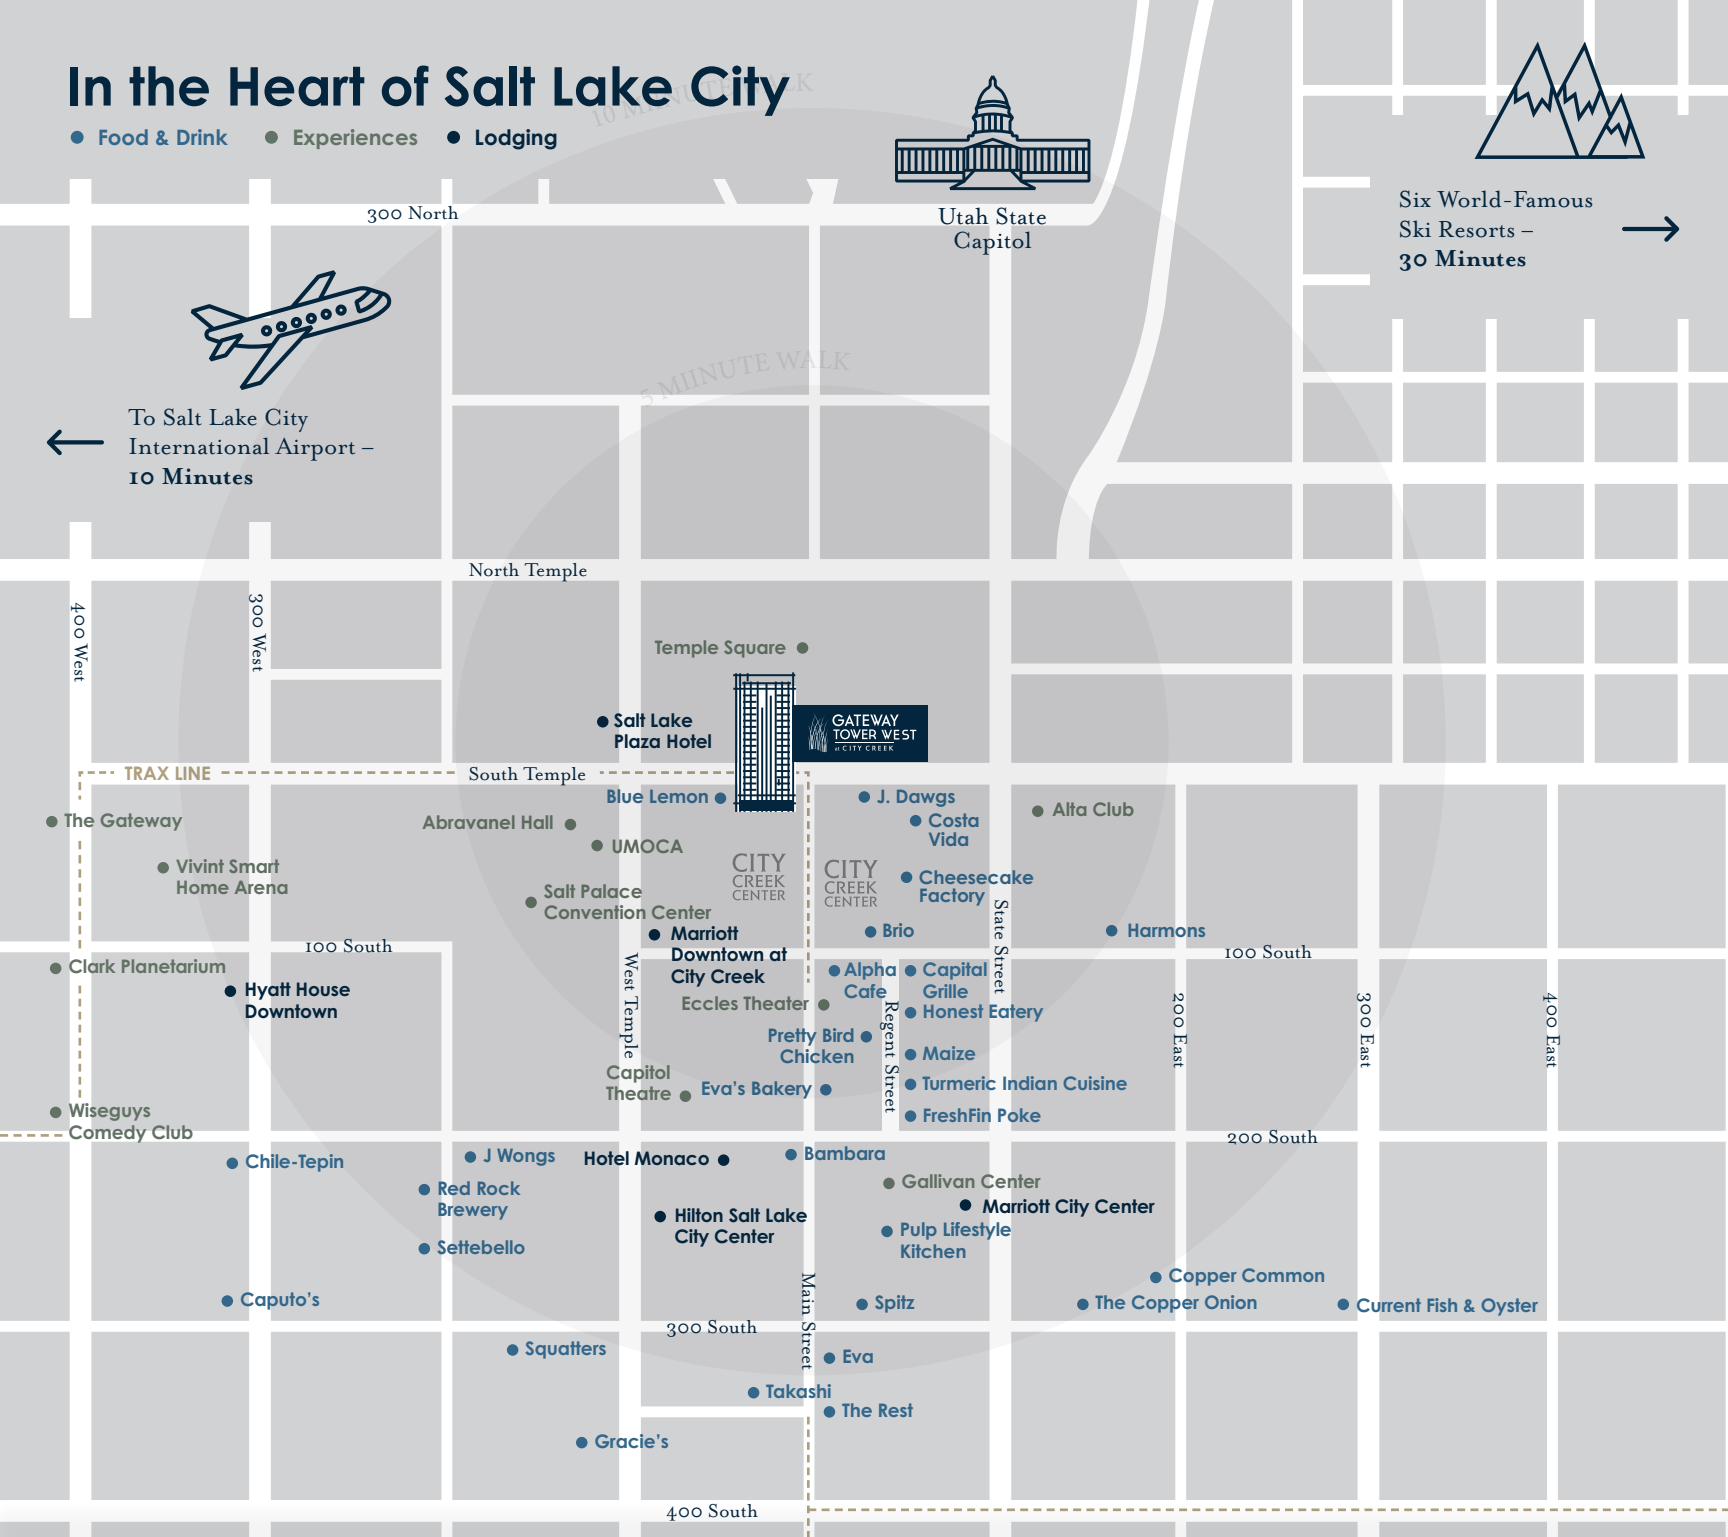 In the Heart of Salt Lake City
10 MIINUTE WALK
Food & Drink
Experiences
Lodging
300 North
Utah State
Capitol
Six World-Famous
Ski Resorts –
30 Minutes
5 MIINUTE WALK
To Salt Lake City
International Airport –
10 Minutes
North Temple
400 West
300 West
Temple Square
Salt Lake
Plaza Hotel
GATEWAY
TOWER WEST
at CITY CREEK
TRAX LINE
South Temple
Blue Lemon
J. Dawgs
Costa
Vida
Alta Club
The Gateway
Abravanel Hall
UMOCA
Vivint Smart
Home Arena
CITY
CREEK
CENTER
CITY
CREEK
CENTER
Cheesecake
Factory
Salt Palace
Convention Center
State Street
Marriott
Downtown at
City Creek
Brio
Harmons
100 South
100 South
Clark Planetarium
Hyatt House
Downtown
West Temple
Alpha
Cafe
Capital
Grille
Eccles Theater
Regent Street
Honest Eatery
200 East
300 East
400 East
Pretty Bird
Chicken
Maize
Capitol
Theatre
Eva's Bakery
Turmeric Indian Cuisine
FreshFin Poke
Wiseguys
Comedy Club
200 South
Chile-Tepin
J Wongs
Hotel Monaco
Bambara
Red Rock
Brewery
Gallivan Center
Marriott City Center
Hilton Salt Lake
City Center
Pulp Lifestyle
Kitchen
Settebello
Main Street
Copper Common
Caputo's
Spitz
The Copper Onion
Current Fish & Oyster
300 South
Squatters
Eva
Takashi
The Rest
Gracie's
400 South